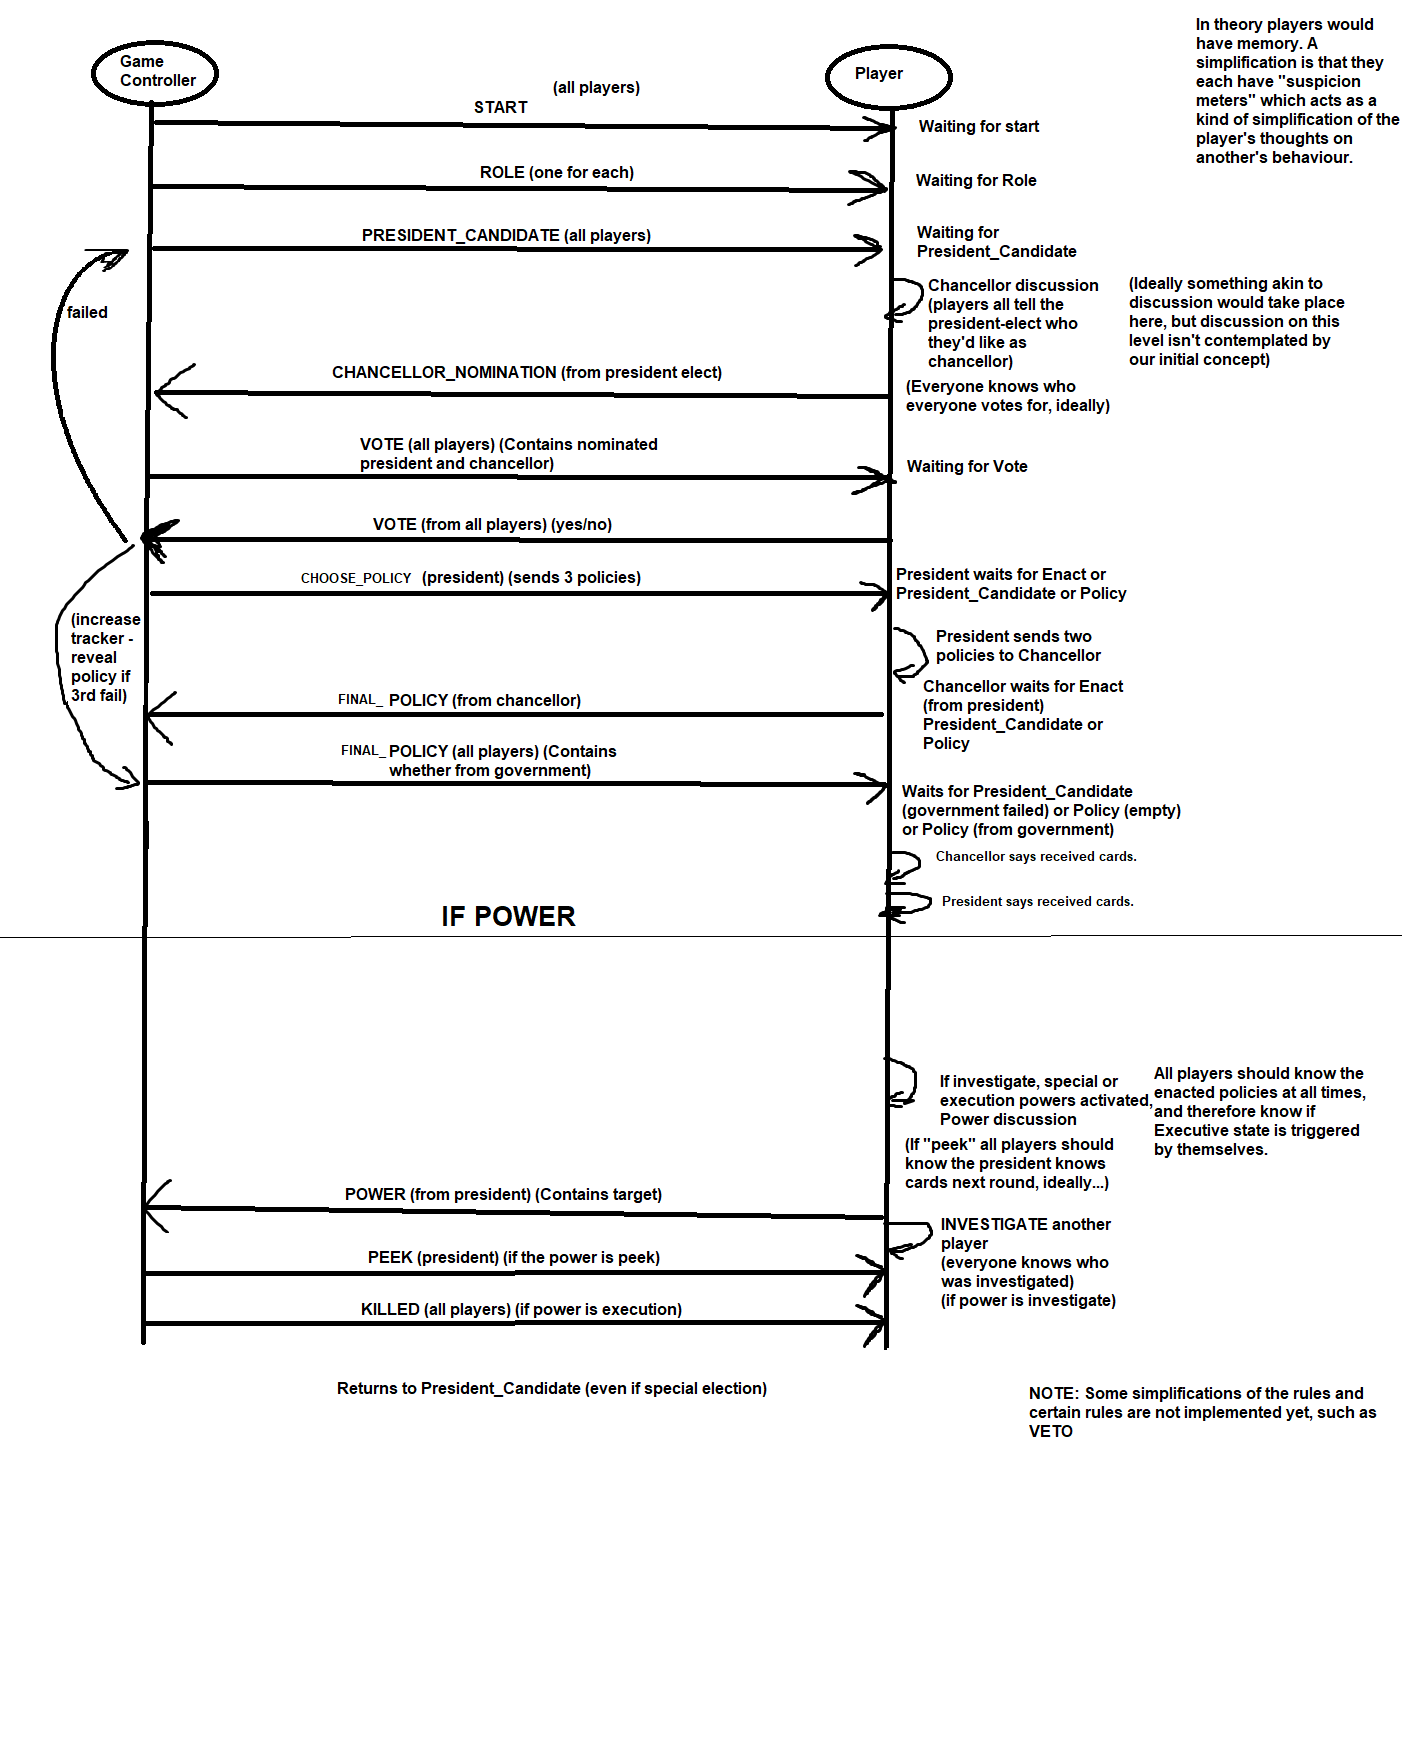 In theory players would
have memory. A
simplification is that they
each have "suspicion
meters" which acts as a
kind of simplification of the
player's thoughts on
another's behaviour.
Game
Controller
Player
(all players)
START
Waiting for start
ROLE (one for each)
Waiting for Role
PRESIDENT_CANDIDATE (all players)
Waiting for
President_Candidate
failed
Chancellor discussion
(players all tell the
president-elect who
they'd like as
chancellor)
(Ideally something akin to
discussion would take place
here, but discussion on this
level isn't contemplated by
our initial concept)
CHANCELLOR_NOMINATION (from president elect)
(Everyone knows who
everyone votes for, ideally)
VOTE (all players) (Contains nominated
president and chancellor)
Waiting for Vote
VOTE (from all players) (yes/no)
CHOOSE_POLICY (president) (sends 3 policies)
President waits for Enact or
President_Candidate or Policy
(increase
tracker -
reveal
policy if
3rd fail)
President sends two
policies to Chancellor
FINAL_ POLICY (from chancellor)
Chancellor waits for Enact
(from president)
President_Candidate or
Policy
FINAL_ POLICY (all players) (Contains
whether from government)
Waits for President_Candidate
(government failed) or Policy (empty)
or Policy (from government)
Chancellor says received cards.
President says received cards.
IF POWER
If investigate, special or
execution powers activated,
Power discussion
All players should know the
enacted policies at all times,
and therefore know if
Executive state is triggered
by themselves.
(If "peek" all players should
know the president knows
cards next round, ideally...)
POWER (from president) (Contains target)
INVESTIGATE another
player
(everyone knows who
was investigated)
(if power is investigate)
PEEK (president) (if the power is peek)
KILLED (all players) (if power is execution)
Returns to President_Candidate (even if special election)
NOTE: Some simplifications of the rules and
certain rules are not implemented yet, such as
VETO